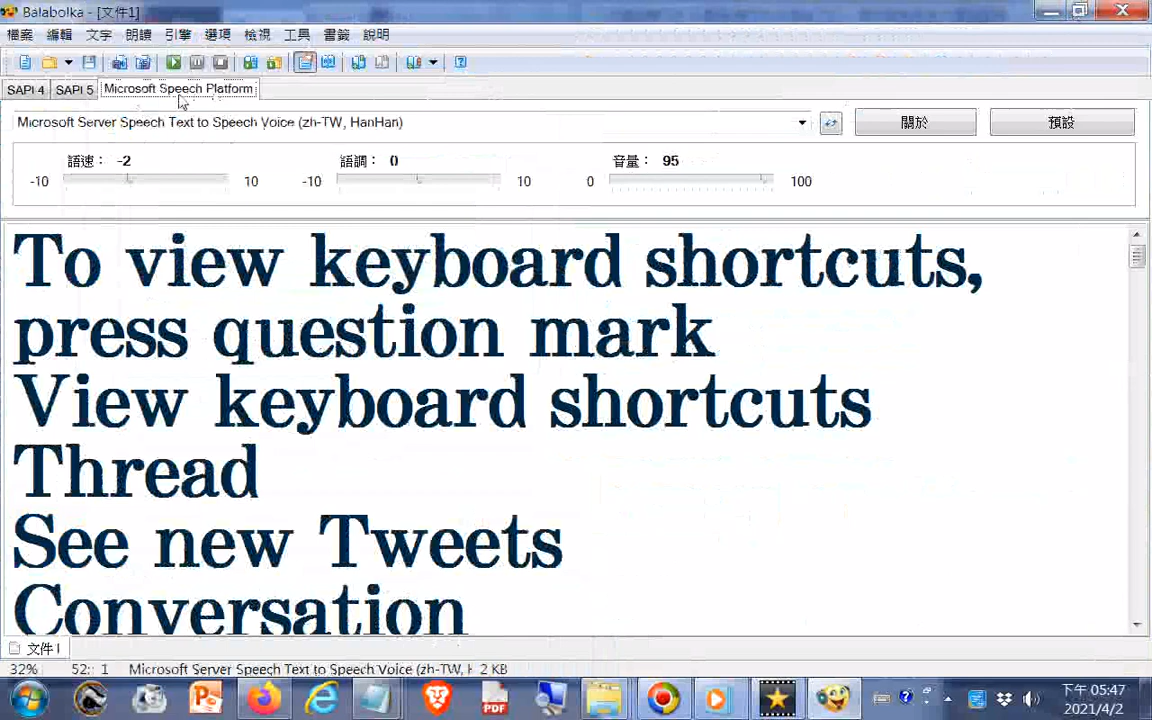 Balabolka - [文件1]
檔案 編輯 文字 朗讀 引擎 選項 檢視 工具 書籤 說明
SAPI 4 SAPI 5 Microsoft Speech Platform
Microsoft Server Speech Text to Speech Voice (zh-TW, HanHan) 關於 預設
語速： -2 語調： 0 音量： 95
-10 10 -10 10 0 100
To view keyboard shortcuts,
press question mark
View keyboard shortcuts
Thread
See new Tweets
Conversation
文件1
32% 52: 1 Microsoft Server Speech Text to Speech Voice (zh-TW, H 2 KB
PDF
下午 05:47
2021/4/2